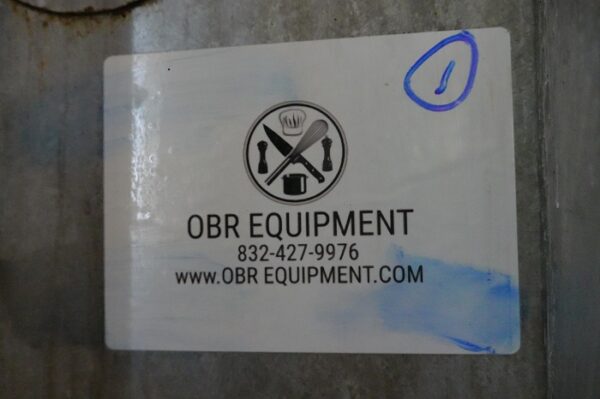 1
OBR EQUIPMENT
832-427-9976
www.OBR EQUIPMENT.COM